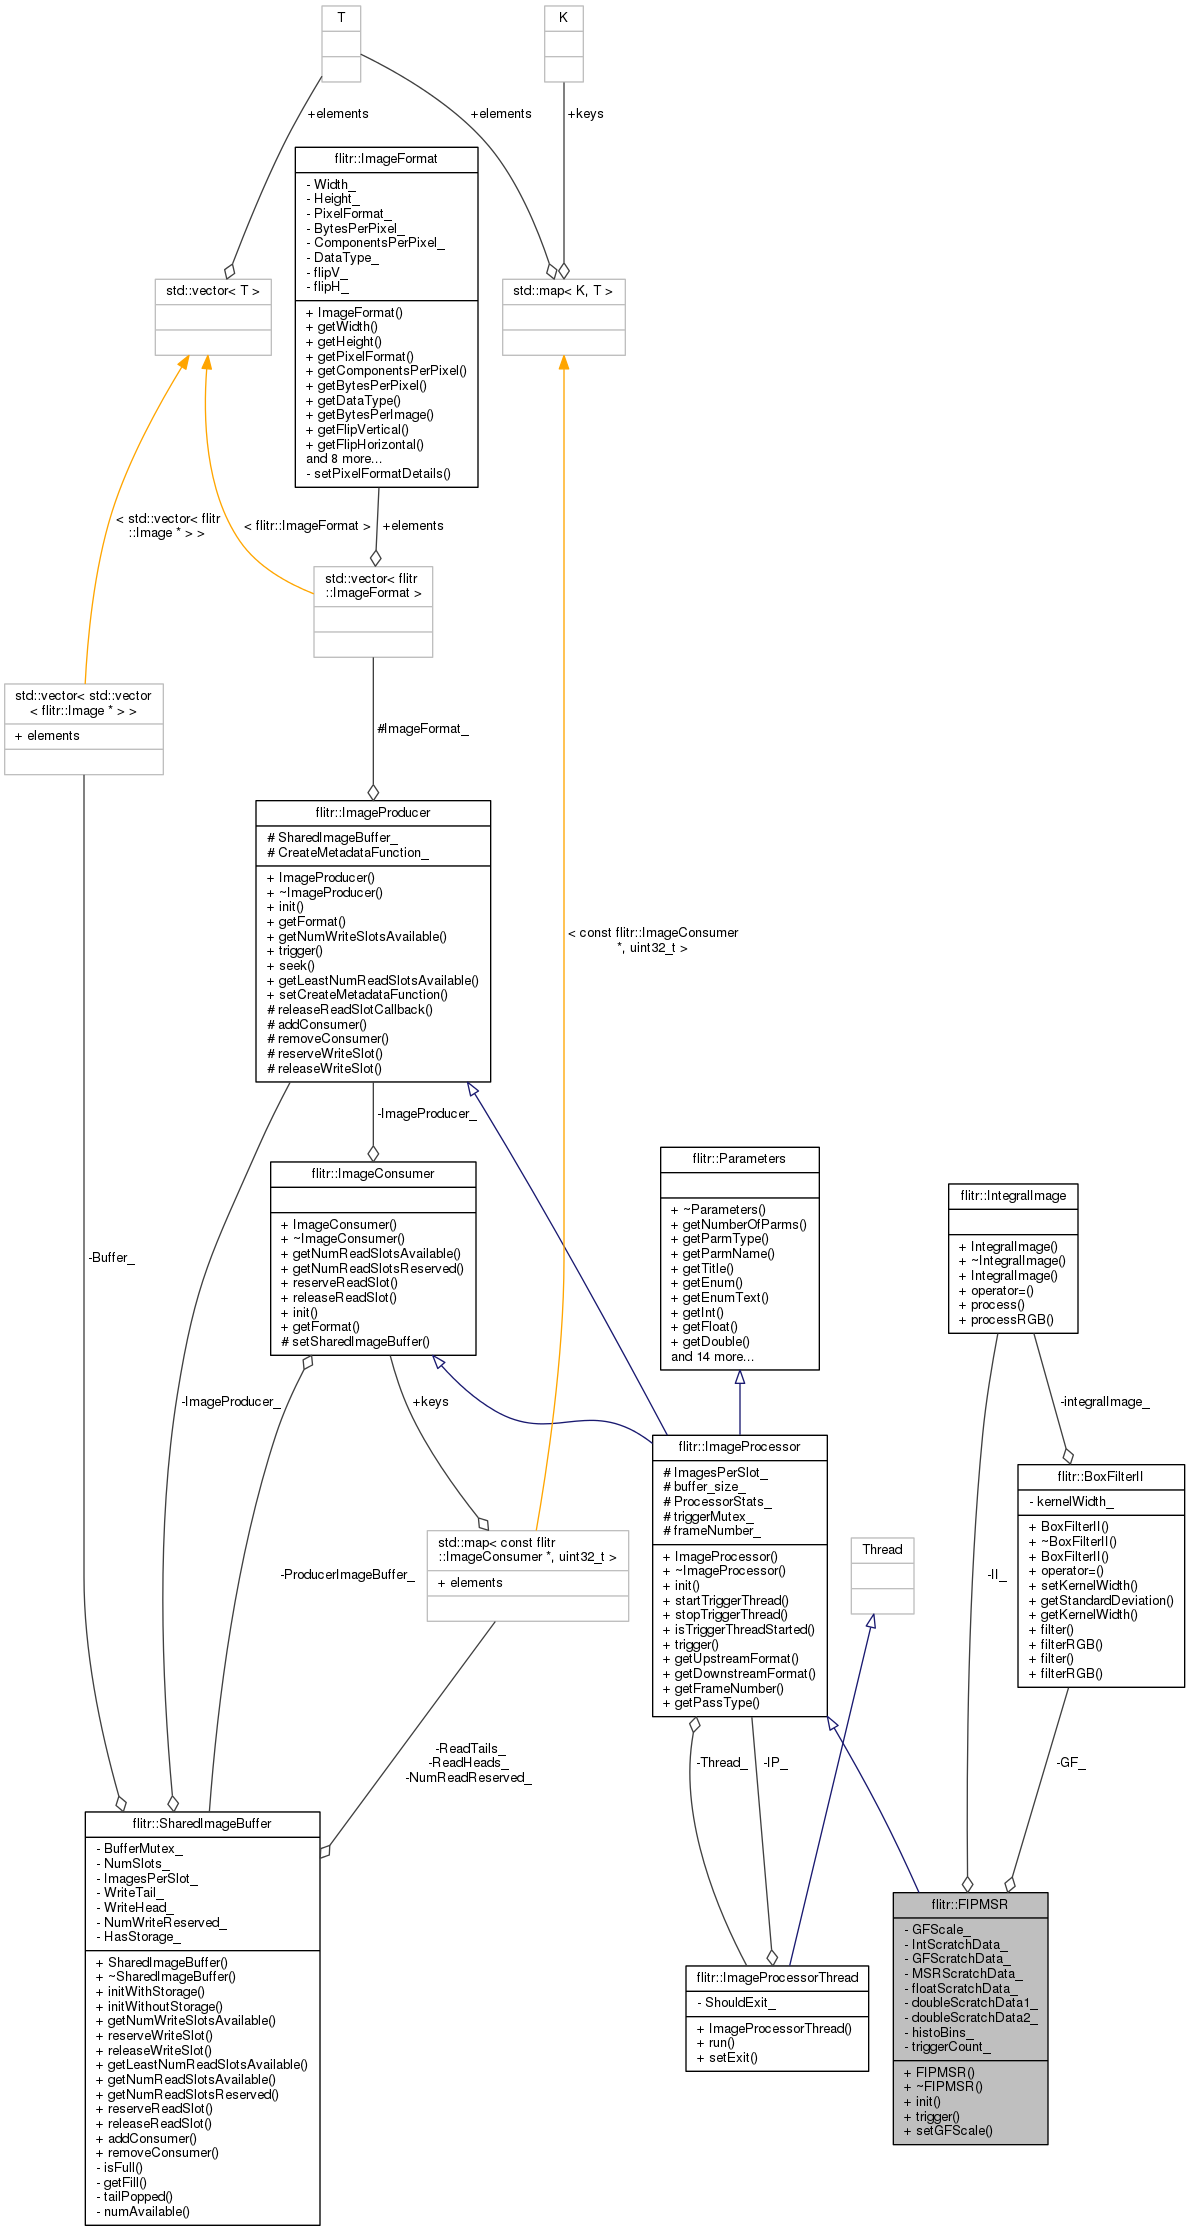 T
K
+elements
+elements
+keys
flitr::ImageFormat
- Width_
- Height_
- PixelFormat_
- BytesPerPixel_
- ComponentsPerPixel_
- DataType_
- flipV_
- flipH_
+ ImageFormat()
+ getWidth()
+ getHeight()
+ getPixelFormat()
+ getComponentsPerPixel()
+ getBytesPerPixel()
+ getDataType()
+ getBytesPerImage()
+ getFlipVertical()
+ getFlipHorizontal()
and 8 more...
- setPixelFormatDetails()
std::vector< T >
std::map< K, T >
< std::vector< flitr
::Image * > >
< flitr::ImageFormat >
+elements
std::vector< flitr
::ImageFormat >
std::vector< std::vector
< flitr::Image * > >
+ elements
#ImageFormat_
flitr::ImageProducer
# SharedImageBuffer_
# CreateMetadataFunction_
+ ImageProducer()
+ ~ImageProducer()
+ init()
+ getFormat()
+ getNumWriteSlotsAvailable()
+ trigger()
+ seek()
+ getLeastNumReadSlotsAvailable()
+ setCreateMetadataFunction()
# releaseReadSlotCallback()
# addConsumer()
# removeConsumer()
# reserveWriteSlot()
# releaseWriteSlot()
< const flitr::ImageConsumer
*, uint32_t >
-ImageProducer_
flitr::ImageConsumer
+ ImageConsumer()
+ ~ImageConsumer()
+ getNumReadSlotsAvailable()
+ getNumReadSlotsReserved()
+ reserveReadSlot()
+ releaseReadSlot()
+ init()
+ getFormat()
# setSharedImageBuffer()
flitr::Parameters
+ ~Parameters()
+ getNumberOfParms()
+ getParmType()
+ getParmName()
+ getTitle()
+ getEnum()
+ getEnumText()
+ getInt()
+ getFloat()
+ getDouble()
and 14 more...
flitr::IntegralImage
+ IntegralImage()
+ ~IntegralImage()
+ IntegralImage()
+ operator=()
+ process()
+ processRGB()
-Buffer_
-ImageProducer_
+keys
-integralImage_
flitr::ImageProcessor
# ImagesPerSlot_
# buffer_size_
# ProcessorStats_
# triggerMutex_
# frameNumber_
+ ImageProcessor()
+ ~ImageProcessor()
+ init()
+ startTriggerThread()
+ stopTriggerThread()
+ isTriggerThreadStarted()
+ trigger()
+ getUpstreamFormat()
+ getDownstreamFormat()
+ getFrameNumber()
+ getPassType()
flitr::BoxFilterII
- kernelWidth_
+ BoxFilterII()
+ ~BoxFilterII()
+ BoxFilterII()
+ operator=()
+ setKernelWidth()
+ getStandardDeviation()
+ getKernelWidth()
+ filter()
+ filterRGB()
+ filter()
+ filterRGB()
std::map< const flitr
::ImageConsumer *, uint32_t >
+ elements
Thread
-ProducerImageBuffer_
-II_
-ReadTails_
-ReadHeads_
-NumReadReserved_
-Thread_
-IP_
-GF_
flitr::SharedImageBuffer
- BufferMutex_
- NumSlots_
- ImagesPerSlot_
- WriteTail_
- WriteHead_
- NumWriteReserved_
- HasStorage_
+ SharedImageBuffer()
+ ~SharedImageBuffer()
+ initWithStorage()
+ initWithoutStorage()
+ getNumWriteSlotsAvailable()
+ reserveWriteSlot()
+ releaseWriteSlot()
+ getLeastNumReadSlotsAvailable()
+ getNumReadSlotsAvailable()
+ getNumReadSlotsReserved()
+ reserveReadSlot()
+ releaseReadSlot()
+ addConsumer()
+ removeConsumer()
- isFull()
- getFill()
- tailPopped()
- numAvailable()
flitr::ImageProcessorThread
- ShouldExit_
+ ImageProcessorThread()
+ run()
+ setExit()
flitr::FIPMSR
- GFScale_
- IntScratchData_
- GFScratchData_
- MSRScratchData_
- floatScratchData_
- doubleScratchData1_
- doubleScratchData2_
- histoBins_
- triggerCount_
+ FIPMSR()
+ ~FIPMSR()
+ init()
+ trigger()
+ setGFScale()